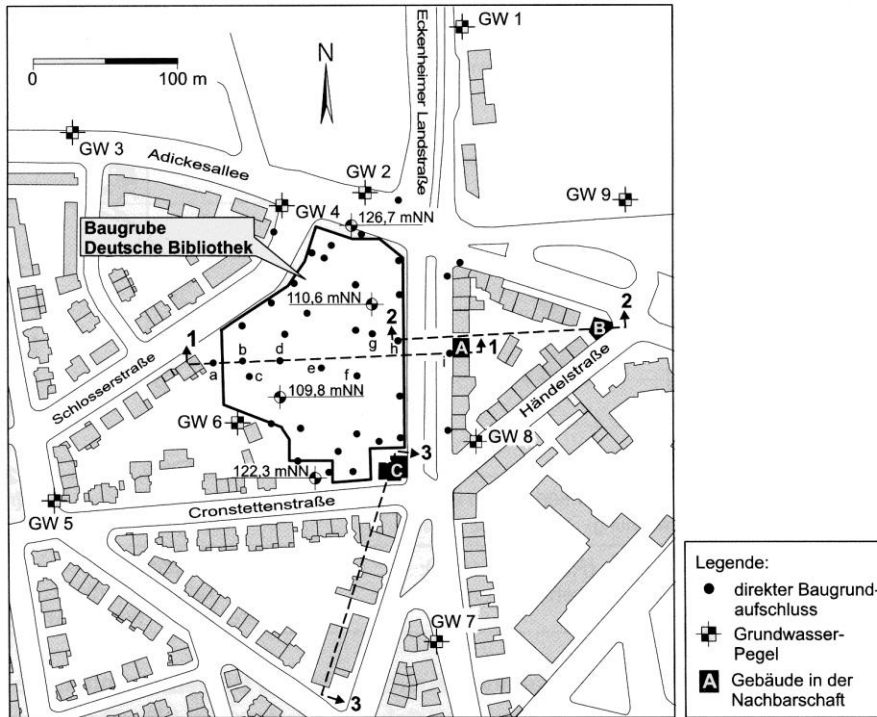 GW 1
0 100 m
N
Eckenheimer Landstraße
GW 3
Adickesallee
GW 2
GW 9
GW 4
126,7 mNN
Baugrube
Deutsche Bibliothek
110,6 mNN
2
2
B
g
h
1
A
1
i
a
b
d
c
e
f
Schlosserstraße
Händelstraße
109,8 mNN
GW 6
GW 8
3
C
122,3 mNN
GW 5
Cronstettenstraße
GW 7
3
Legende:
direkter Baugrund-
aufschluss
Grundwasser-
Pegel
A
Gebäude in der
Nachbarschaft